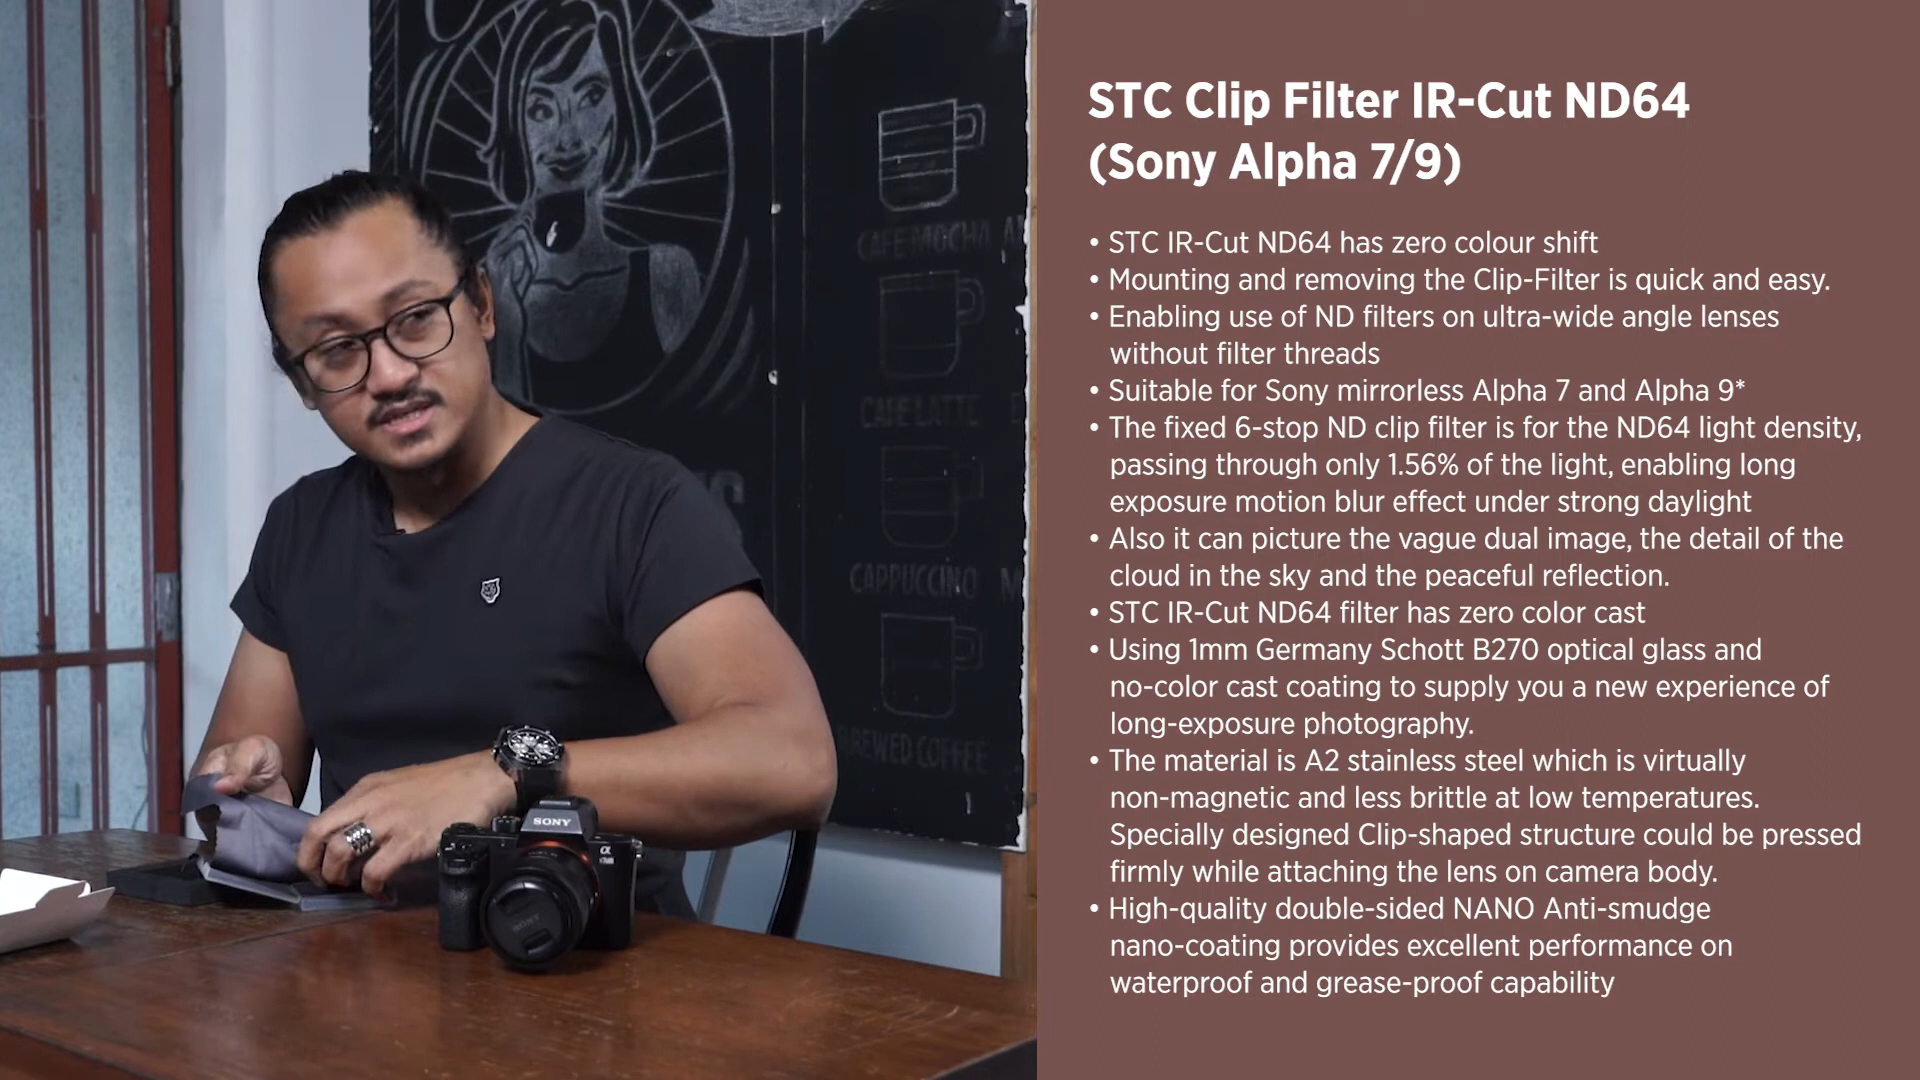 STC Clip Filter IR-Cut ND64
(Sony Alpha 7/9)
• STC IR-Cut ND64 has zero colour shift
• Mounting and removing the Clip-Filter is quick and easy.
• Enabling use of ND filters on ultra-wide angle lenses
without filter threads
• Suitable for Sony mirrorless Alpha 7 and Alpha 9*
• The fixed 6-stop ND clip filter is for the ND64 light density,
passing through only 1.56% of the light, enabling long
exposure motion blur effect under strong daylight
• Also it can picture the vague dual image, the detail of the
cloud in the sky and the peaceful reflection.
• STC IR-Cut ND64 filter has zero color cast
• Using 1mm Germany Schott B270 optical glass and
no-color cast coating to supply you a new experience of
long-exposure photography.
• The material is A2 stainless steel which is virtually
non-magnetic and less brittle at low temperatures.
Specially designed Clip-shaped structure could be pressed
firmly while attaching the lens on camera body.
• High-quality double-sided NANO Anti-smudge
nano-coating provides excellent performance on
waterproof and grease-proof capability
CAFE MOCHA
CAFE LATTE
CAPPUCCINO
BREWED COFFEE
SONY
α
SONY